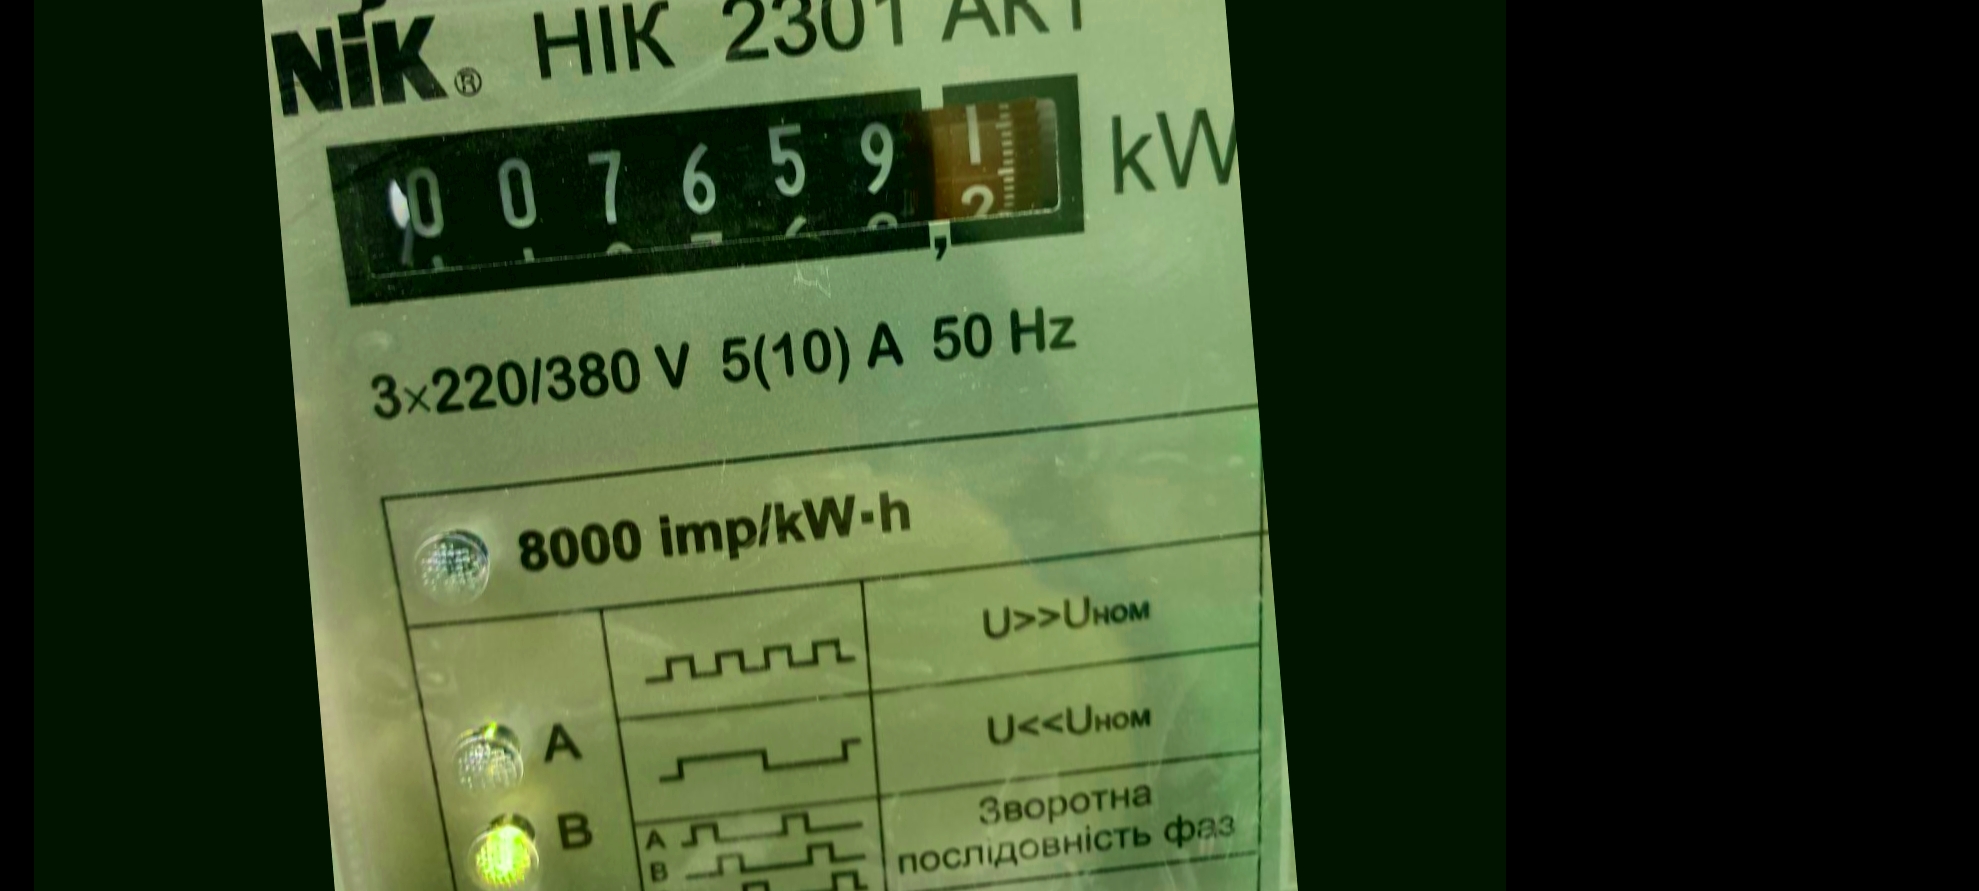 NiK® НІК 2301 АК1
007659 1
2
,
kW
3×220/380 V 5(10) A 50 Hz
8000 imp/kW·h
U>>Uном
A
U<<Uном
B
A
B
Зворотна
послідовність фаз